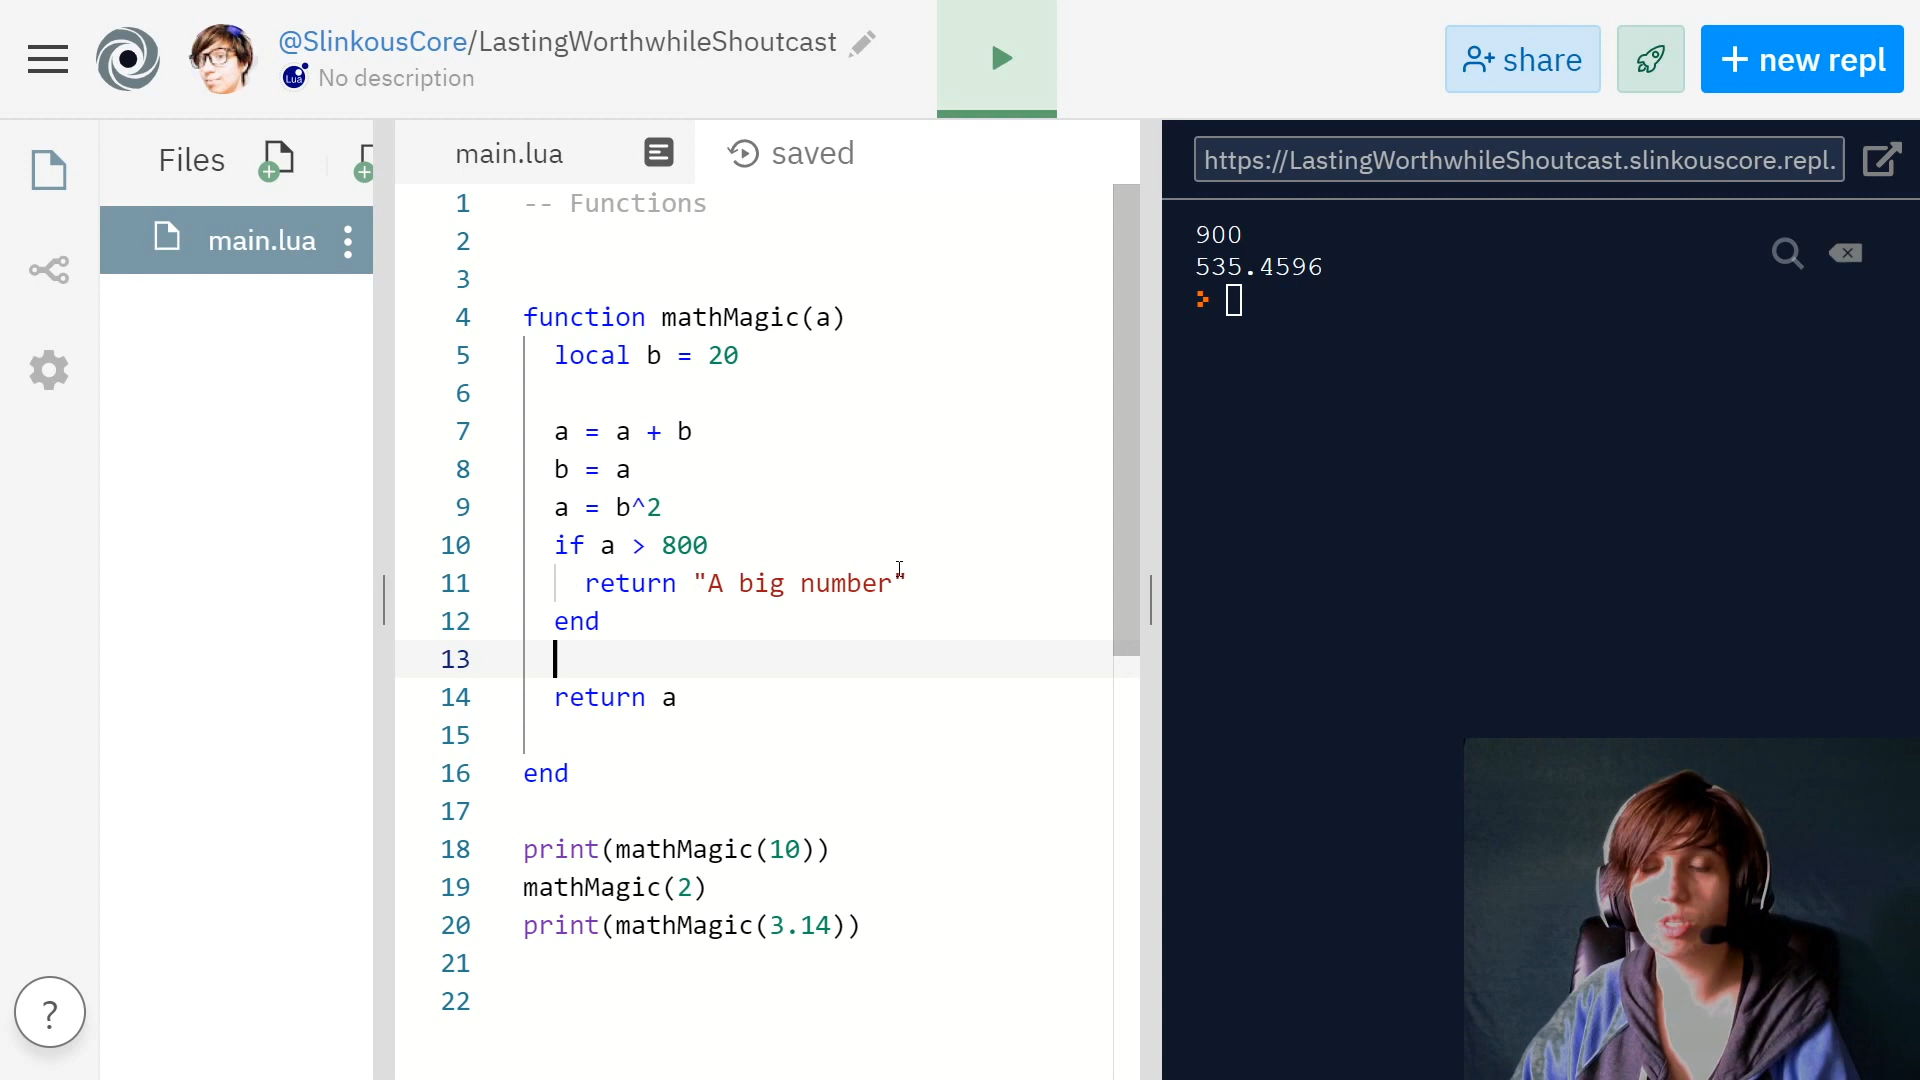 @SlinkousCore/LastingWorthwhileShoutcast
Lua
No description
share
+ new repl
Files
main.lua
main.lua
saved
https://LastingWorthwhileShoutcast.slinkouscore.repl.
1 -- Functions
2
3
4 function mathMagic(a)
5 local b = 20
6
7 a = a + b
8 b = a
9 a = b^2
10 if a > 800
11 return "A big number"
12 end
13
14 return a
15
16 end
17
18 print(mathMagic(10))
19 mathMagic(2)
20 print(mathMagic(3.14))
21
22
900
535.4596
?